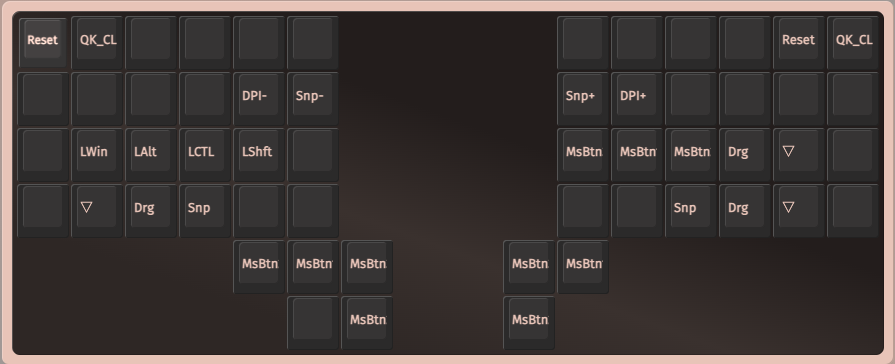 Reset QK_CL Reset QK_CL
DPI- Snp- Snp+ DPI+
LWin LAlt LCTL LShft MsBtn MsBtn MsBtn Drg ▽
▽ Drg Snp Snp Drg ▽
MsBtn MsBtn MsBtn MsBtn MsBtn
MsBtn MsBtn